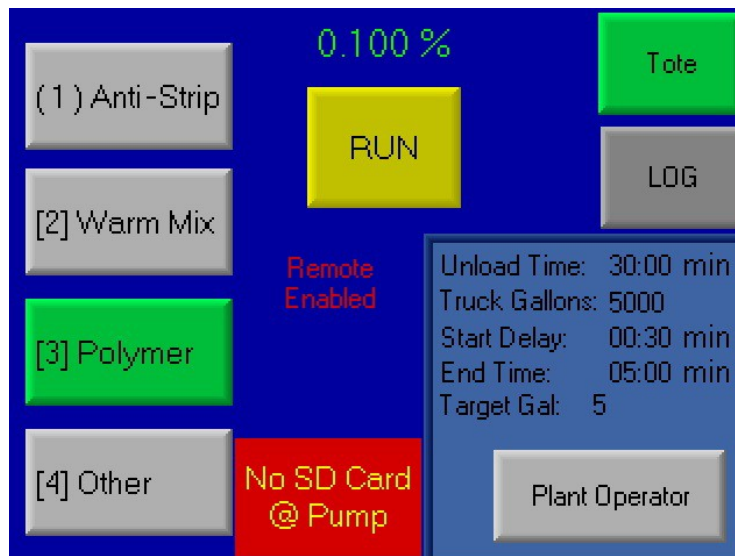 0.100 %
Tote
(1) Anti-Strip
RUN
LOG
[2] Warm Mix
Remote
Enabled
Unload Time: 30:00 min
Truck Gallons: 5000
Start Delay: 00:30 min
End Time: 05:00 min
Target Gal: 5
[3] Polymer
[4] Other
No SD Card
@ Pump
Plant Operator